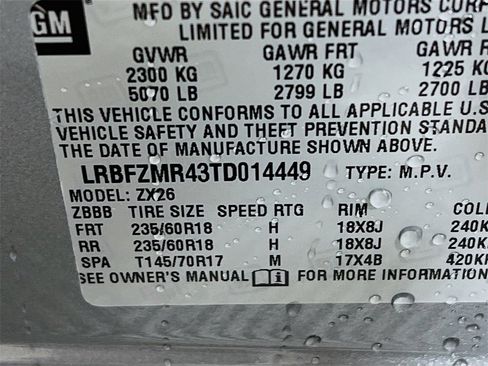 MFD BY SAIC GENERAL MOTORS CORP
GM
LIMITED FOR GENERAL MOTORS L
GVWR GAWR FRT GAWR R
2300 KG 1270 KG 1225 K
5070 LB 2799 LB 2700 LB
THIS VEHICLE CONFORMS TO ALL APPLICABLE U.S
VEHICLE SAFETY AND THEFT PREVENTION STANDA
THE DATE OF MANUFACTURE SHOWN ABOVE.
LRBFZMR43TD014449 TYPE: M.P.V.
MODEL: ZX26
ZBBB TIRE SIZE SPEED RTG RIM COL
FRT 235/60R18 H 18X8J 240K
RR 235/60R18 H 18X8J 240K
SPA T145/70R17 M 17X4B 420K
SEE OWNER'S MANUAL FOR MORE INFORMATION